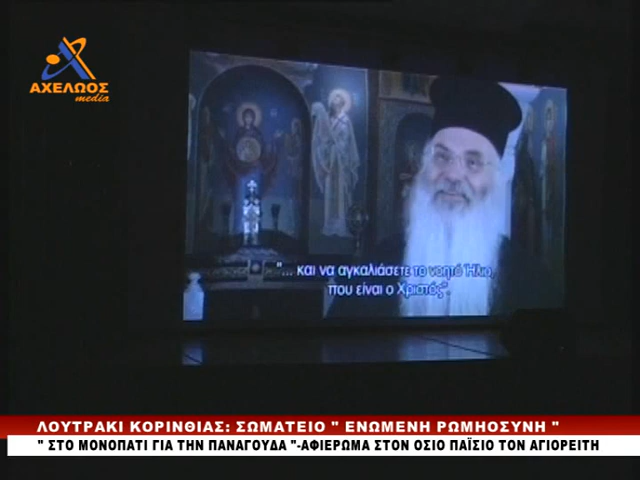 ΑΧΕΛΩΟΣ
media
"... και να αγκαλιάσετε το νοητό Ήλιο,
που είναι ο Χριστός".
ΛΟΥΤΡΑΚΙ ΚΟΡΙΝΘΙΑΣ: ΣΩΜΑΤΕΙΟ " ΕΝΩΜΕΝΗ ΡΩΜΗΟΣΥΝΗ "
" ΣΤΟ ΜΟΝΟΠΑΤΙ ΓΙΑ ΤΗΝ ΠΑΝΑΓΟΥΔΑ "-ΑΦΙΕΡΩΜΑ ΣΤΟΝ ΟΣΙΟ ΠΑΪΣΙΟ ΤΟΝ ΑΓΙΟΡΕΙΤΗ